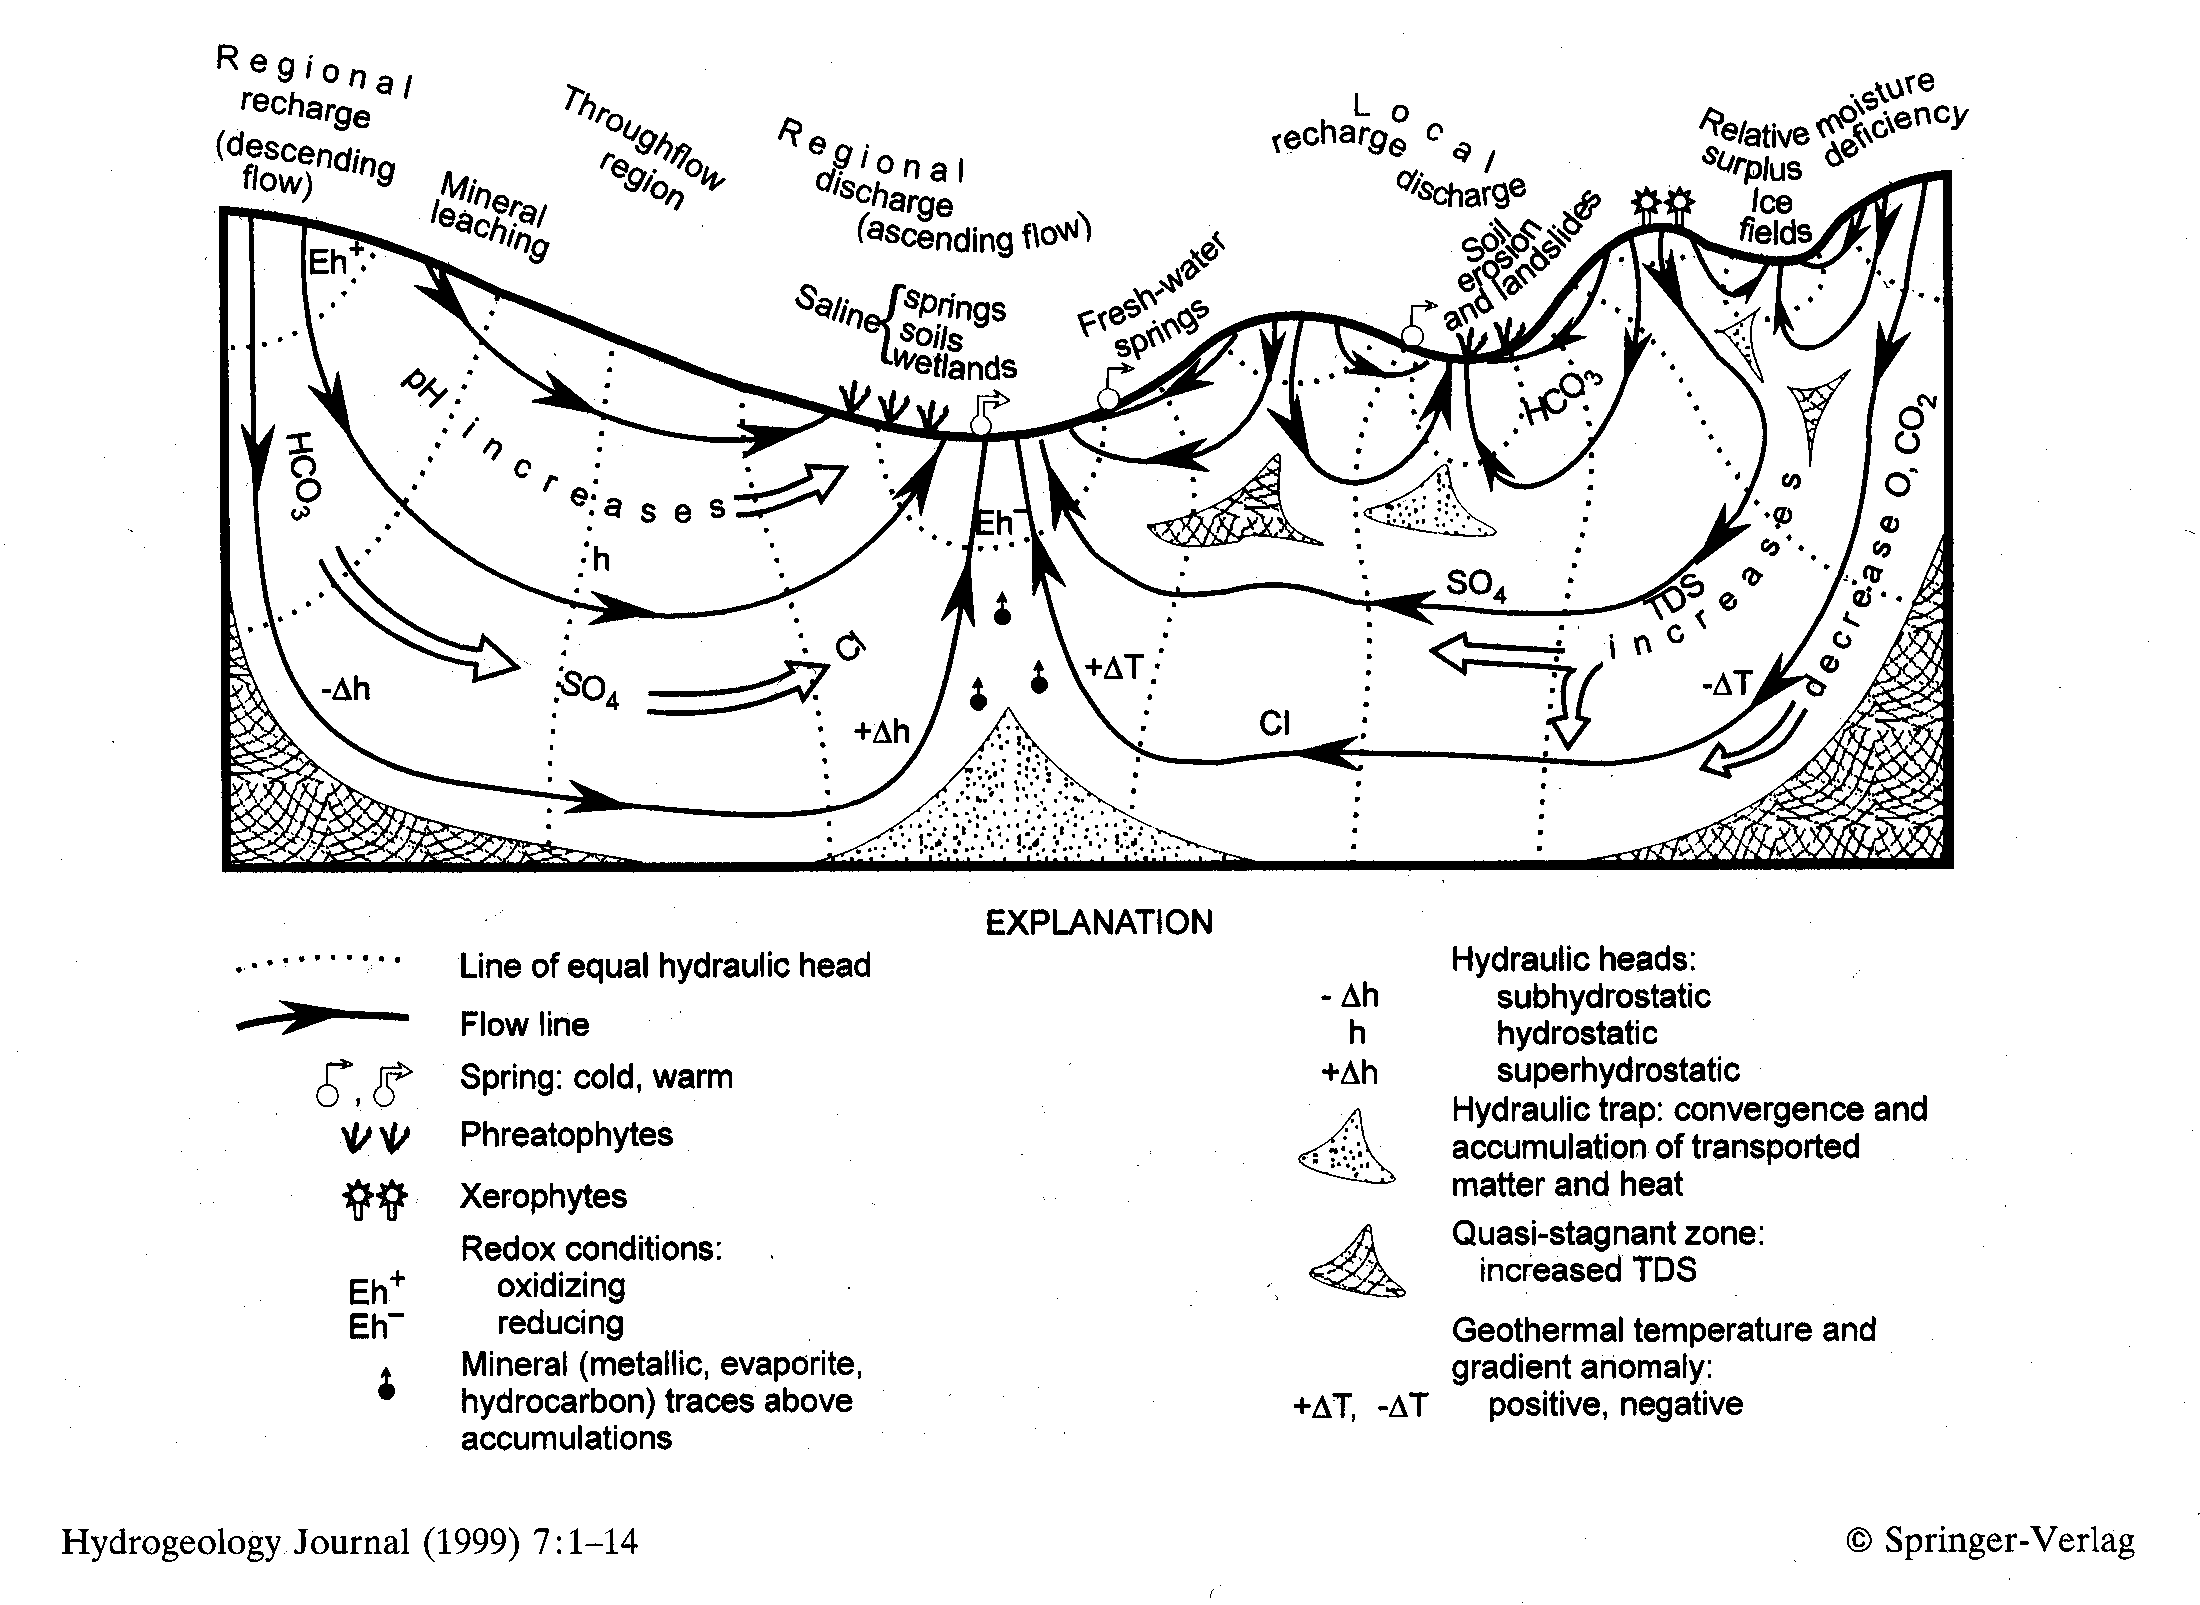 Regional
recharge
(descending
flow)
Mineral
leaching
Throughflow
region
Regional
discharge
(ascending flow)
Saline
springs
soils
wetlands
Fresh-water
springs
Local
recharge
discharge
Soil
erosion
and landslides
Relative moisture
surplus deficiency
Ice
fields
Eh+
pH increases
HCO3
h
-Δh
SO4
Cl
+Δh
Eh−
+ΔT
Cl
SO4
HCO3
TDS increases
-ΔT
decrease O, CO2
EXPLANATION
Line of equal hydraulic head
Flow line
, Spring: cold, warm
Phreatophytes
Xerophytes
Redox conditions:
Eh+ oxidizing
Eh− reducing
Mineral (metallic, evaporite,
hydrocarbon) traces above
accumulations
Hydraulic heads:
- Δh subhydrostatic
h hydrostatic
+Δh superhydrostatic
Hydraulic trap: convergence and
accumulation of transported
matter and heat
Quasi-stagnant zone:
increased TDS
Geothermal temperature and
gradient anomaly:
+ΔT, -ΔT positive, negative
Hydrogeology Journal (1999) 7:1–14
© Springer-Verlag